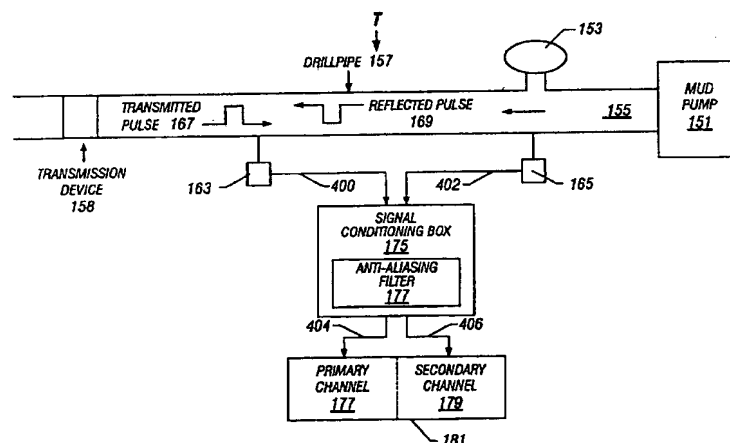 T
153
DRILLPIPE 157
MUD
PUMP
151
TRANSMITTED
PULSE 167
REFLECTED PULSE
169
155
TRANSMISSION
DEVICE
158
163
400
402
165
SIGNAL
CONDITIONING BOX
175
ANTI-ALIASING
FILTER
177
404
406
PRIMARY
CHANNEL
177
SECONDARY
CHANNEL
179
181